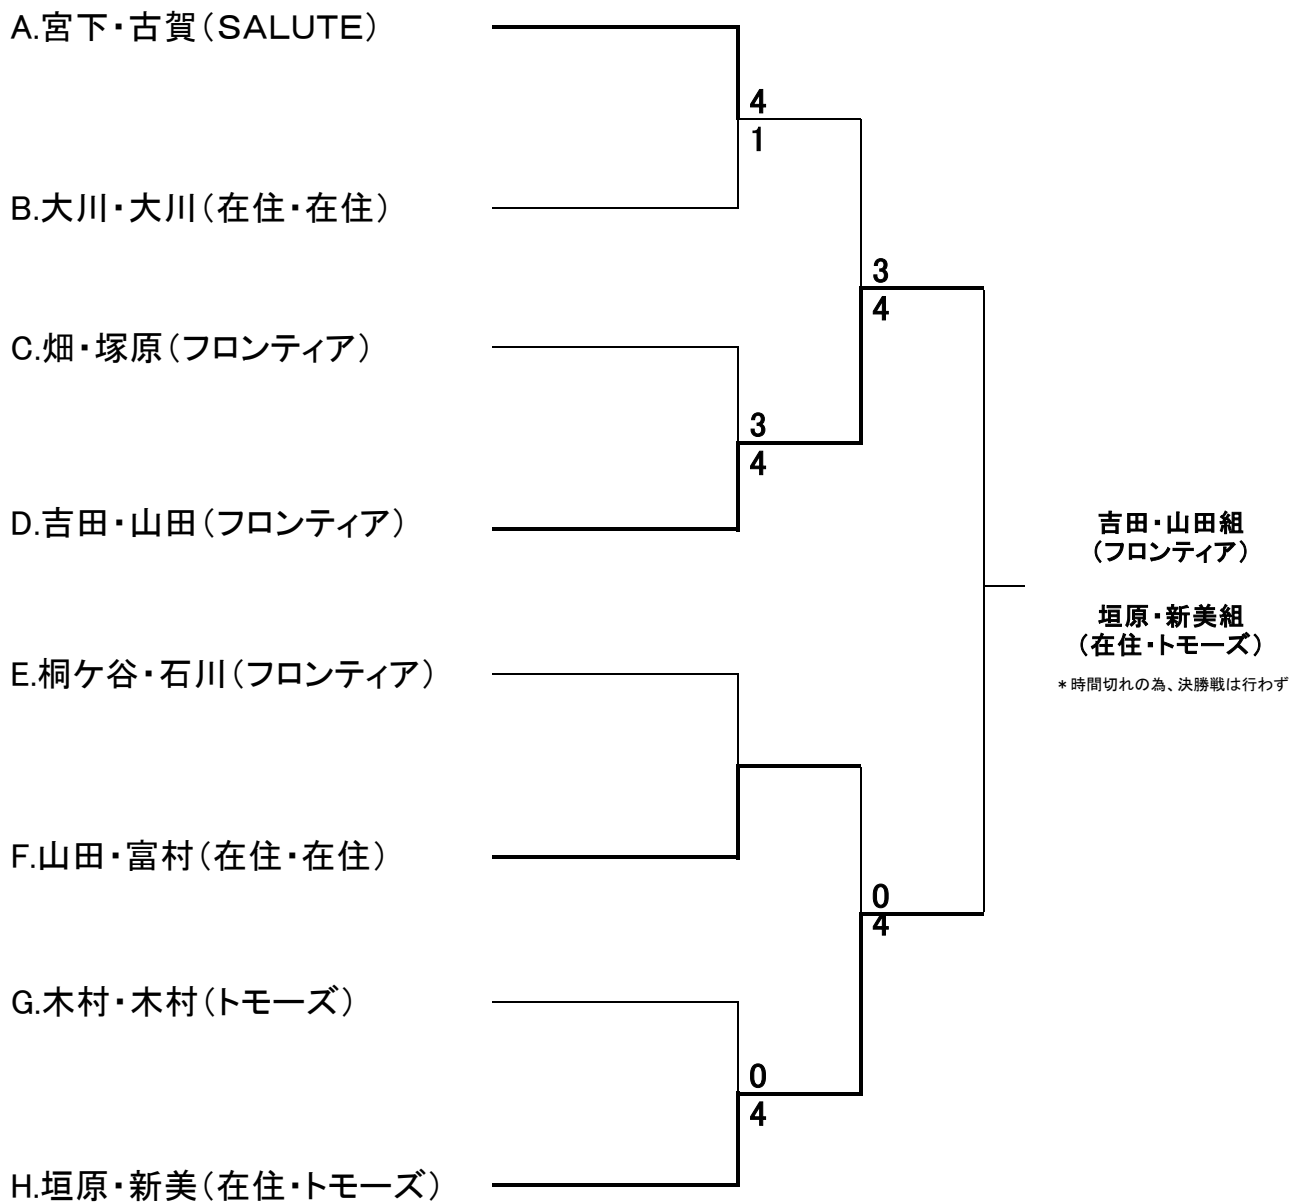 A.宮下・古賀(SALUTE)
4
1
B.大川・大川(在住・在住)
3
4
C.畑・塚原(フロンティア)
3
4
D.吉田・山田(フロンティア)
吉田・山田組
(フロンティア)
垣原・新美組
(在住・トモーズ)
*時間切れの為、決勝戦は行わず
E.桐ケ谷・石川(フロンティア)
F.山田・富村(在住・在住)
0
4
G.木村・木村(トモーズ)
0
4
H.垣原・新美(在住・トモーズ)